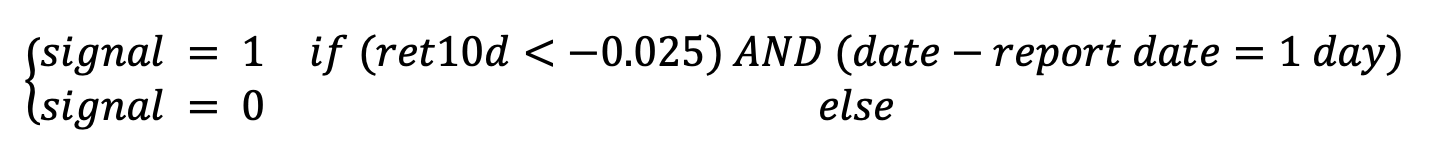 signal = 1 if (ret10d < −0.025) AND (date − report date = 1 day)
signal = 0 else